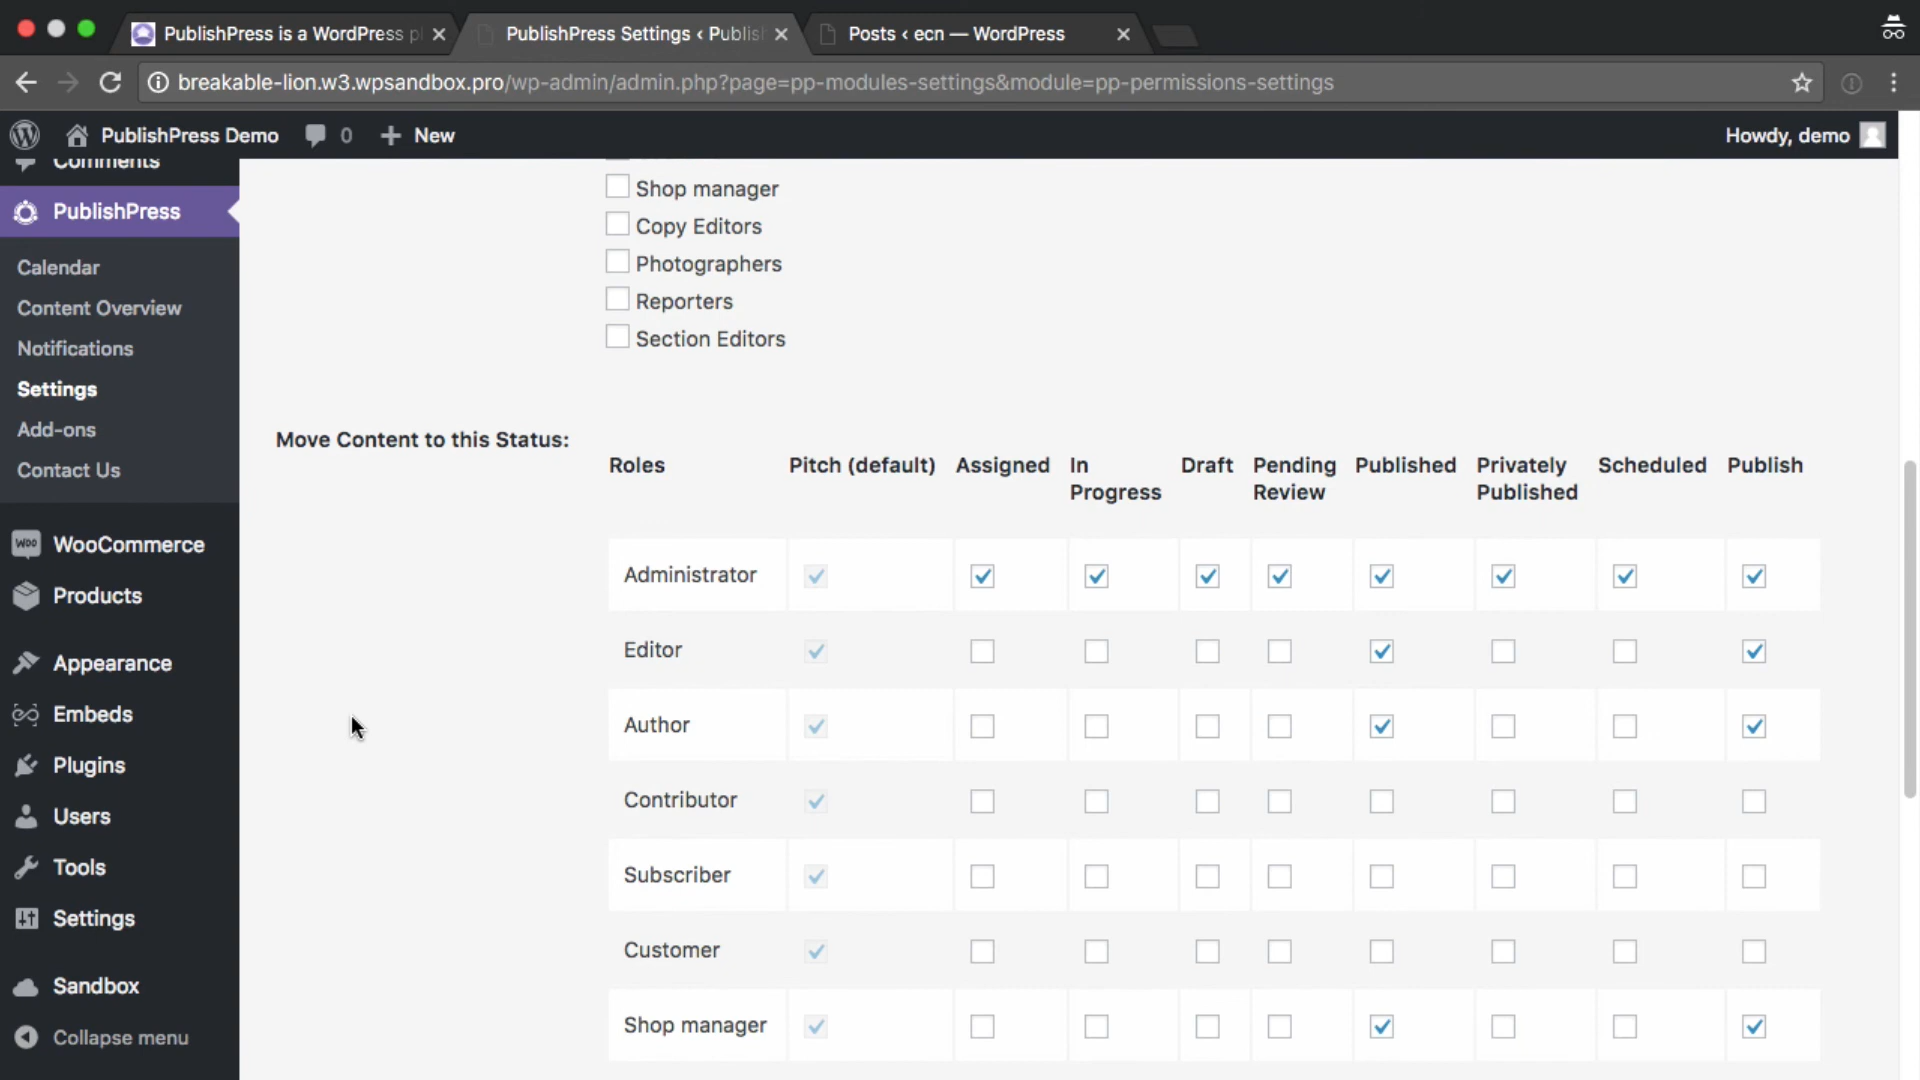 PublishPress is a WordPress pl
PublishPress Settings ‹ Publis
Posts ‹ ecn — WordPress
breakable-lion.w3.wpsandbox.pro/wp-admin/admin.php?page=pp-modules-settings&module=pp-permissions-settings
PublishPress Demo
0
New
Howdy, demo
Comments
PublishPress
Calendar
Content Overview
Notifications
Settings
Add-ons
Contact Us
WOO
WooCommerce
Products
Appearance
Embeds
Plugins
Users
Tools
Settings
Sandbox
Collapse menu
Shop manager
Copy Editors
Photographers
Reporters
Section Editors
Move Content to this Status:
Roles Pitch (default) Assigned In Progress Draft Pending Review Published Privately Published Scheduled Publish
Administrator
Editor
Author
Contributor
Subscriber
Customer
Shop manager